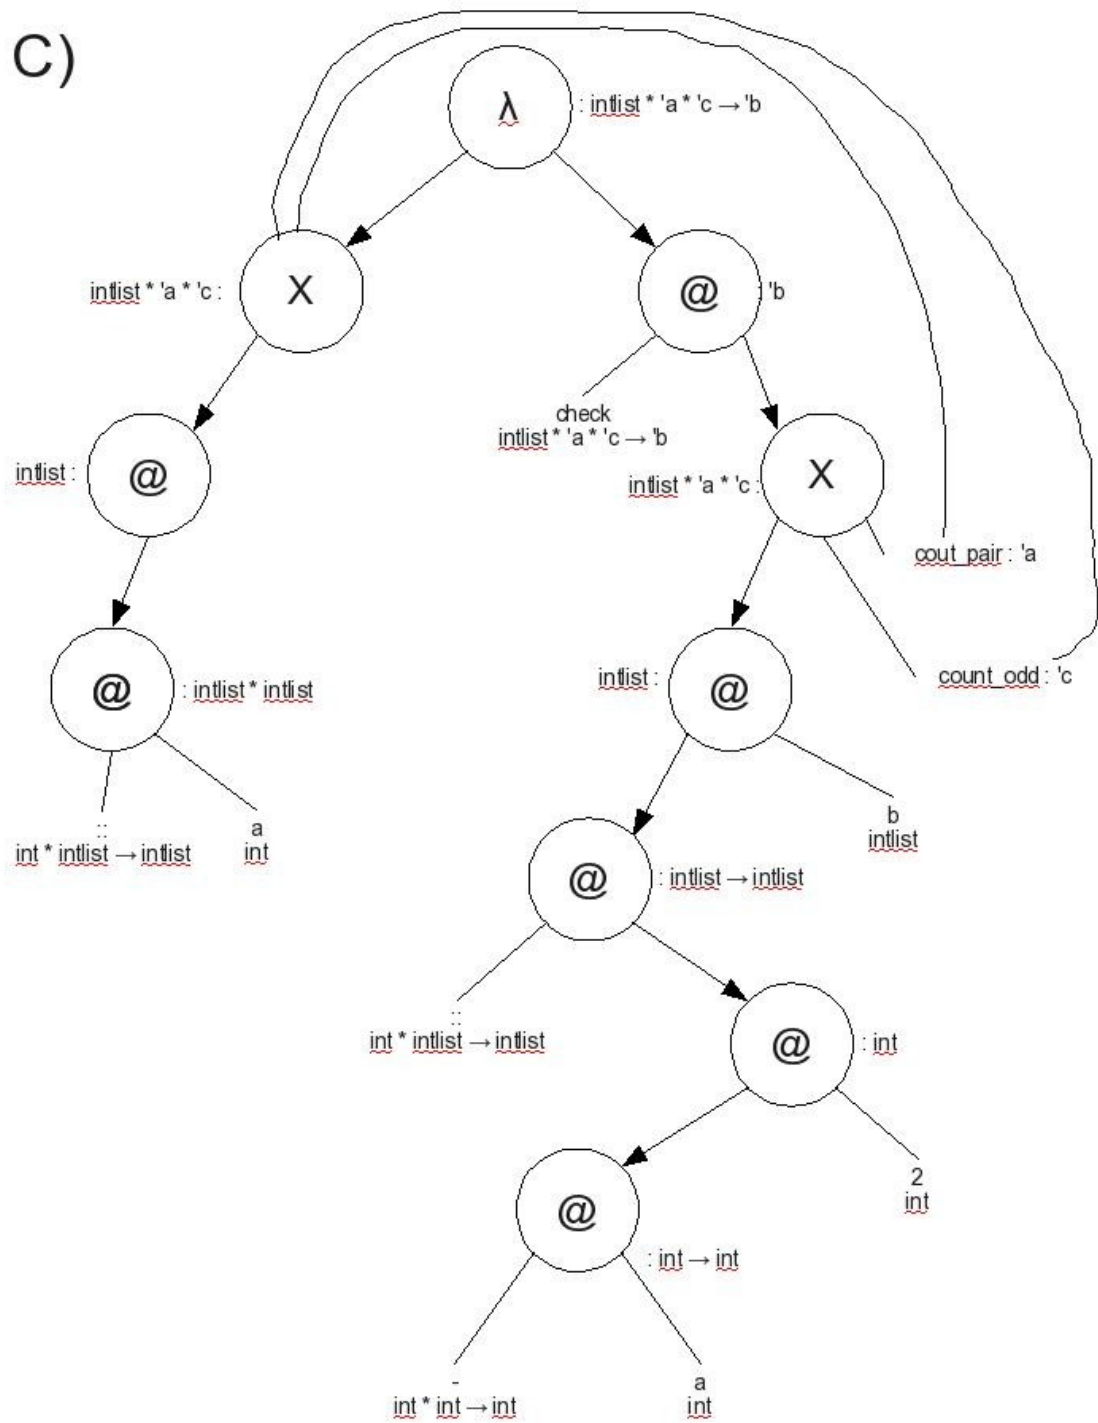 C)
λ
: intlist * 'a * 'c → 'b
intlist * 'a * 'c :
X
@
: 'b
check
intlist * 'a * 'c → 'b
intlist :
@
intlist * 'a * 'c :
X
cout_pair : 'a
@
: intlist * intlist
intlist :
@
count_odd : 'c
::
int * intlist → intlist
a
int
b
intlist
@
: intlist → intlist
::
int * intlist → intlist
@
: int
2
int
@
: int → int
-
int * int → int
a
int